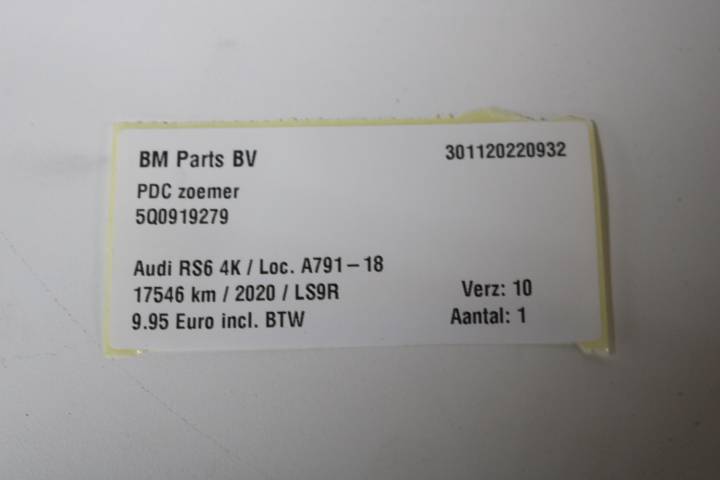 BM Parts BV 301120220932
PDC zoemer
5Q0919279
Audi RS6 4K / Loc. A791-18
17546 km / 2020 / LS9R Verz: 10
9.95 Euro incl. BTW Aantal: 1